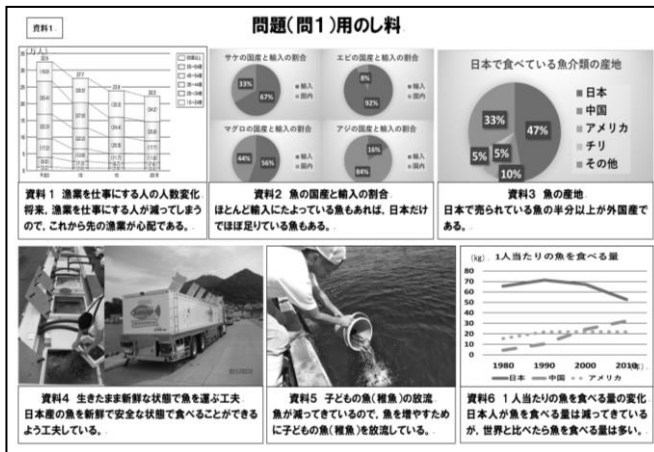 問題(問1)用のし料
資料1
(万人)
サケの国産と輸入の割合
33%
67%
輸入
国内
エビの国産と輸入の割合
8%
92%
輸入
国内
マグロの国産と輸入の割合
44%
56%
輸入
国内
アジの国産と輸入の割合
16%
84%
輸入
国内
日本で食べている魚介類の産地
33%
47%
5%
5%
10%
日本
中国
アメリカ
チリ
その他
資料1 漁業を仕事にする人の人数変化
将来,漁業を仕事にする人が減ってしまう
ので,これから先の漁業が心配である。
資料2 魚の国産と輸入の割合
ほとんど輸入にたよっている魚もあれば,日本だけ
でほぼ足りている魚もある。
資料3 魚の産地
日本で売られている魚の半分以上が外国産で
ある。
資料4 生きたまま新鮮な状態で魚を運ぶ工夫
日本産の魚を新鮮で安全な状態で食べることができる
よう工夫している。
資料5 子どもの魚(稚魚)の放流
魚が減ってきているので,魚を増やすため
に子どもの魚(稚魚)を放流している。
(kg) 1人当たりの魚を食べる量
80
70
60
50
40
30
20
10
0
1980 1990 2000 2010 (年)
日本 中国 アメリカ
資料6 1人当たりの魚を食べる量の変化
日本人が魚を食べる量は減ってきている
が,世界と比べたら魚を食べる量は多い。